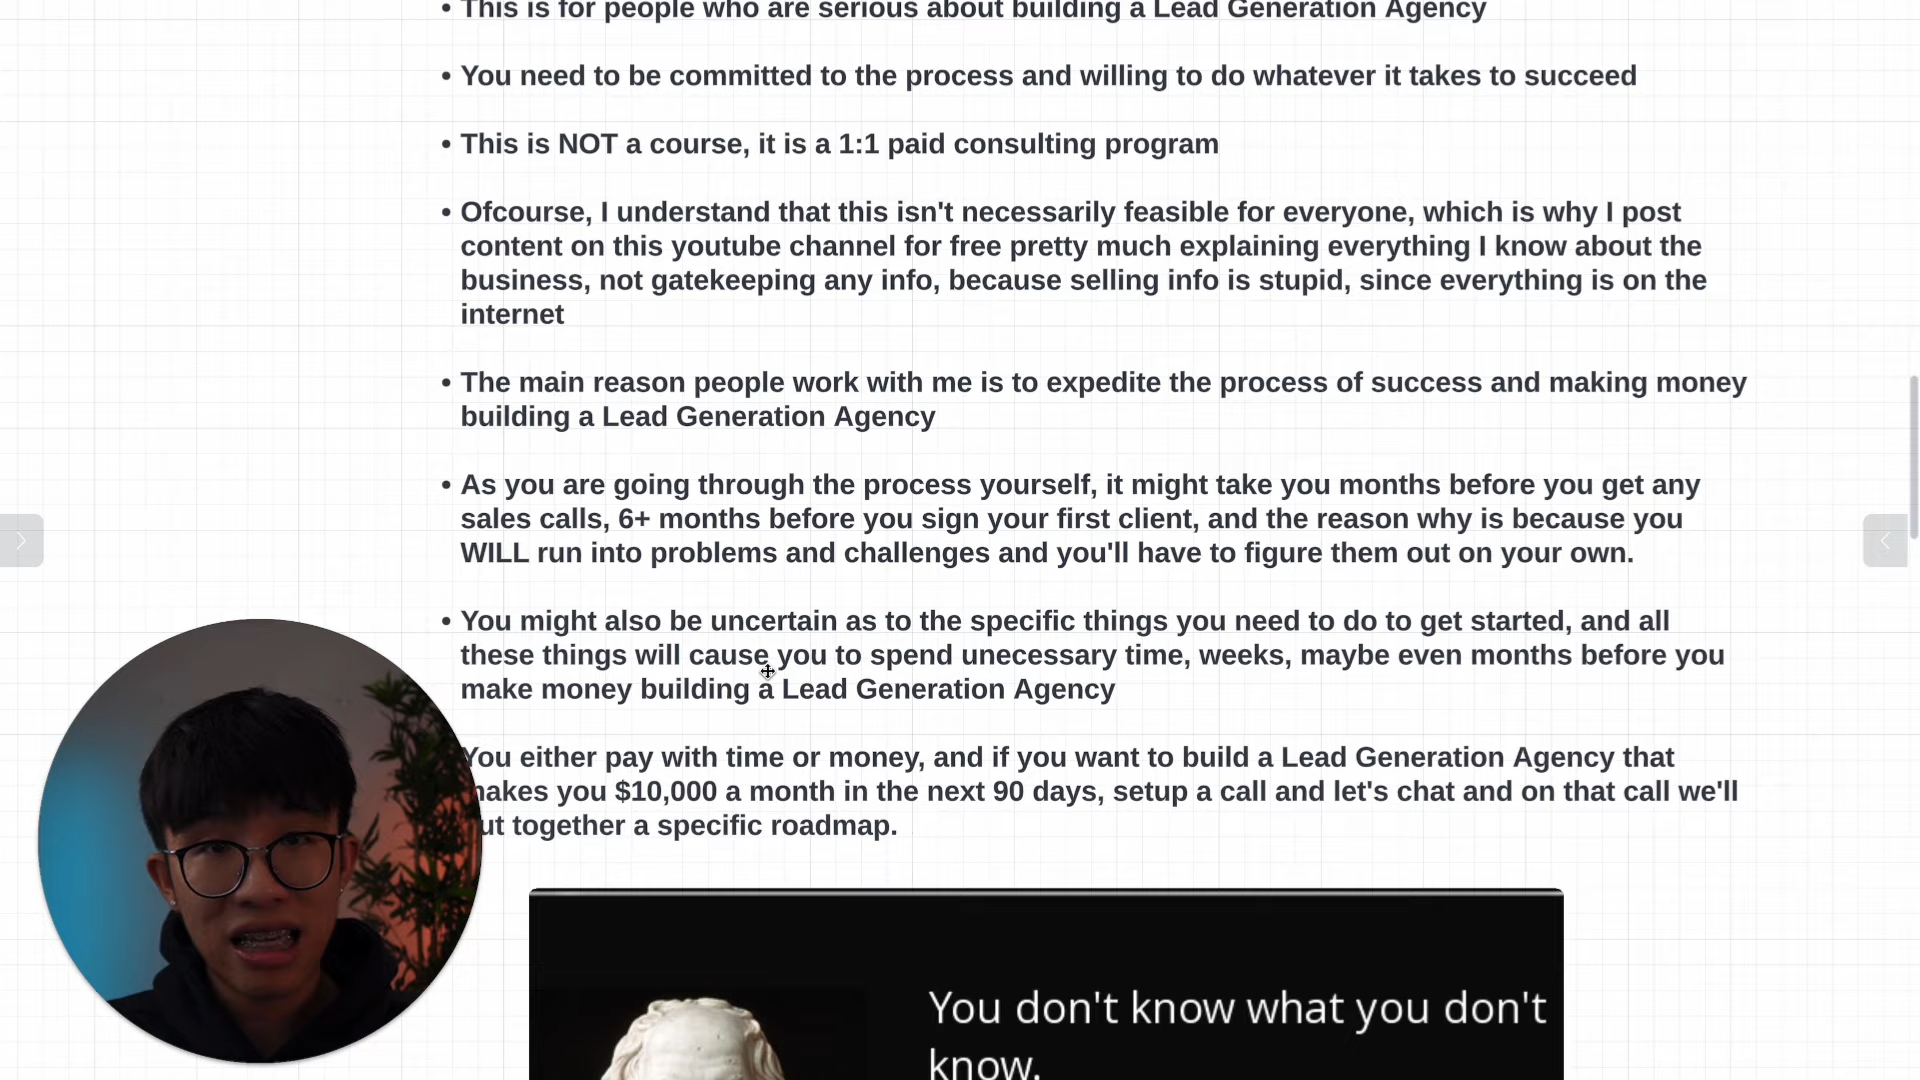 • This is for people who are serious about building a Lead Generation Agency
• You need to be committed to the process and willing to do whatever it takes to succeed
• This is NOT a course, it is a 1:1 paid consulting program
• Ofcourse, I understand that this isn't necessarily feasible for everyone, which is why I post
content on this youtube channel for free pretty much explaining everything I know about the
business, not gatekeeping any info, because selling info is stupid, since everything is on the
internet
• The main reason people work with me is to expedite the process of success and making money
building a Lead Generation Agency
• As you are going through the process yourself, it might take you months before you get any
sales calls, 6+ months before you sign your first client, and the reason why is because you
WILL run into problems and challenges and you'll have to figure them out on your own.
• You might also be uncertain as to the specific things you need to do to get started, and all
these things will cause you to spend unecessary time, weeks, maybe even months before you
make money building a Lead Generation Agency
You either pay with time or money, and if you want to build a Lead Generation Agency that
makes you $10,000 a month in the next 90 days, setup a call and let's chat and on that call we'll
put together a specific roadmap.
You don't know what you don't
know.